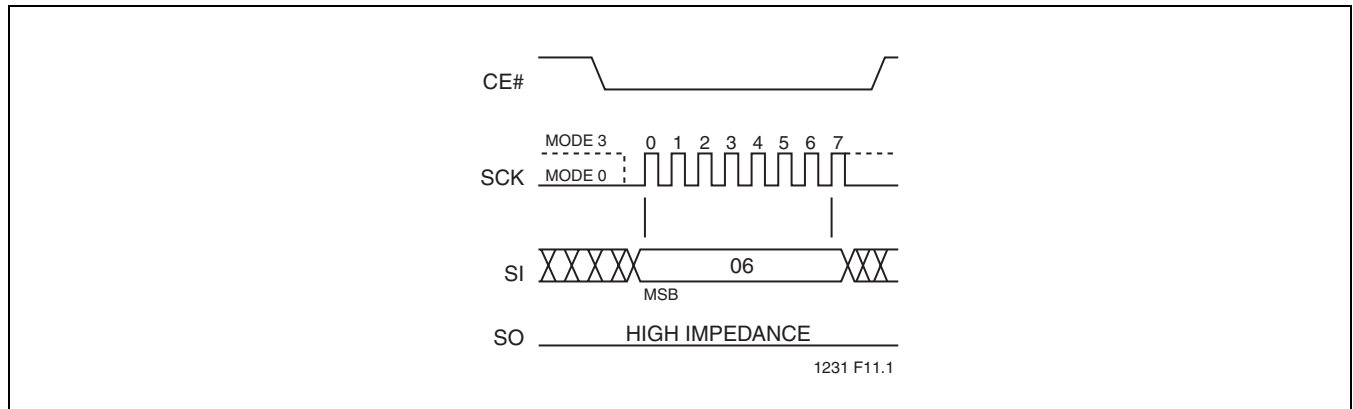 CE#
MODE 3
0 1 2 3 4 5 6 7
SCK
MODE 0
SI
06
MSB
SO
HIGH IMPEDANCE
1231 F11.1